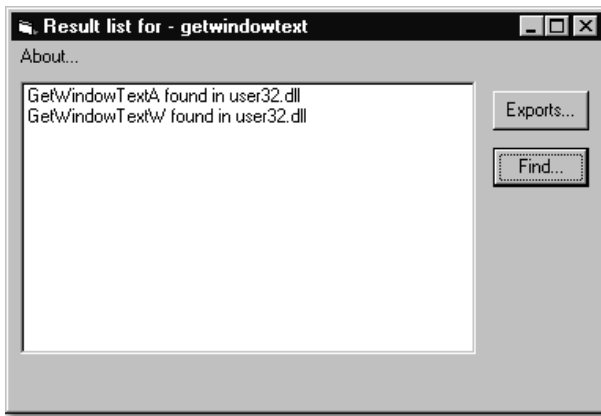 Result list for - getwindowtext
About...
GetWindowTextA found in user32.dll
GetWindowTextW found in user32.dll
Exports...
Find...